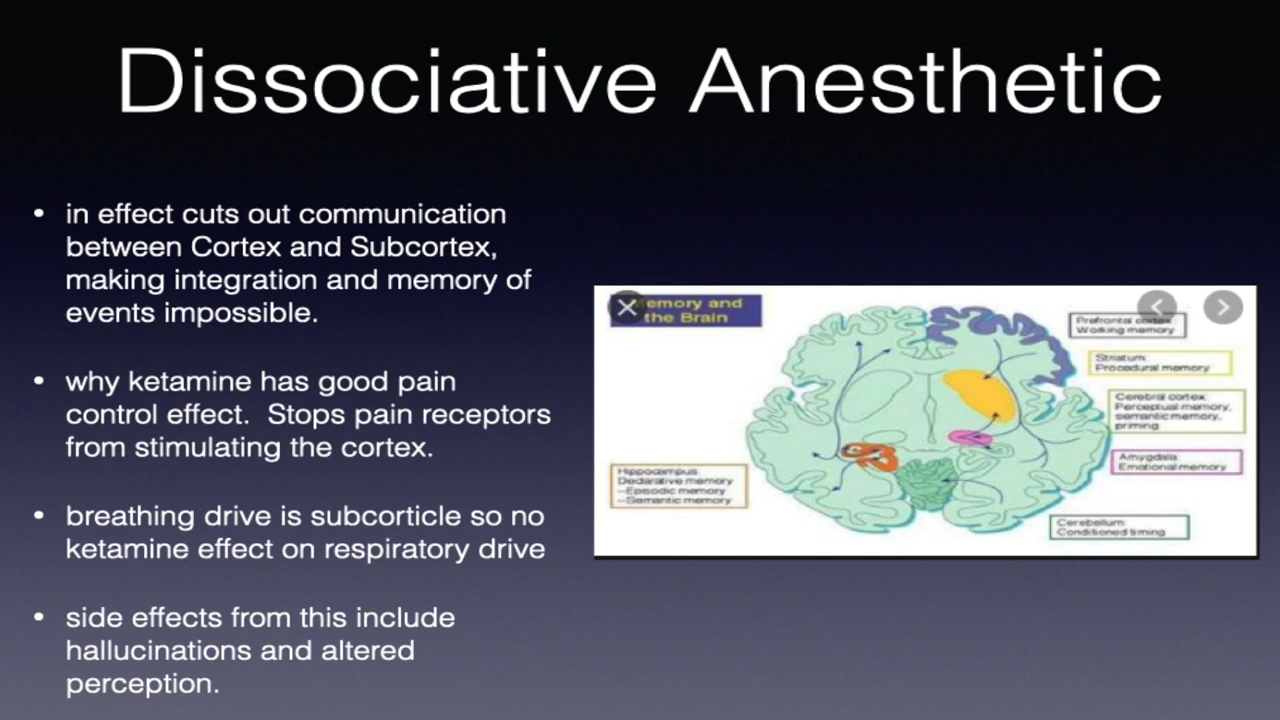 Dissociative Anesthetic
• in effect cuts out communication
between Cortex and Subcortex,
making integration and memory of
events impossible.
• why ketamine has good pain
control effect.  Stops pain receptors
from stimulating the cortex.
• breathing drive is subcorticle so no
ketamine effect on respiratory drive
• side effects from this include
hallucinations and altered
perception.
emory and
the Brain
Prefrontal cortex
Working memory
Striatum:
Procedural memory
Cerebral cortex:
Perceptual memory,
semantic memory,
priming
Amygdala:
Emotional memory
Hippocampus:
Declarative memory
--Episodic memory
--Semantic memory
Cerebellum:
Conditioned timing